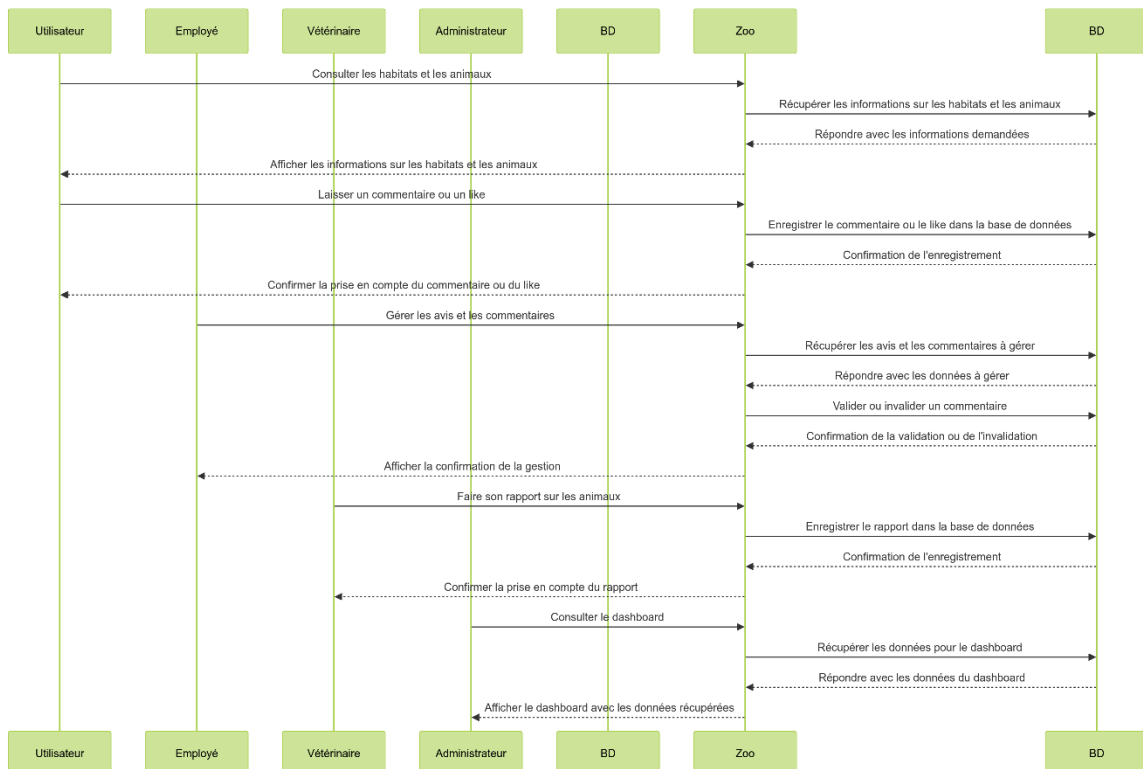 Utilisateur
Employé
Vétérinaire
Administrateur
BD
Zoo
BD
Consulter les habitats et les animaux
Récupérer les informations sur les habitats et les animaux
Répondre avec les informations demandées
Afficher les informations sur les habitats et les animaux
Laisser un commentaire ou un like
Enregistrer le commentaire ou le like dans la base de données
Confirmation de l'enregistrement
Confirmer la prise en compte du commentaire ou du like
Gérer les avis et les commentaires
Récupérer les avis et les commentaires à gérer
Répondre avec les données à gérer
Valider ou invalider un commentaire
Confirmation de la validation ou de l'invalidation
Afficher la confirmation de la gestion
Faire son rapport sur les animaux
Enregistrer le rapport dans la base de données
Confirmation de l'enregistrement
Confirmer la prise en compte du rapport
Consulter le dashboard
Récupérer les données pour le dashboard
Répondre avec les données du dashboard
Afficher le dashboard avec les données récupérées
Utilisateur
Employé
Vétérinaire
Administrateur
BD
Zoo
BD